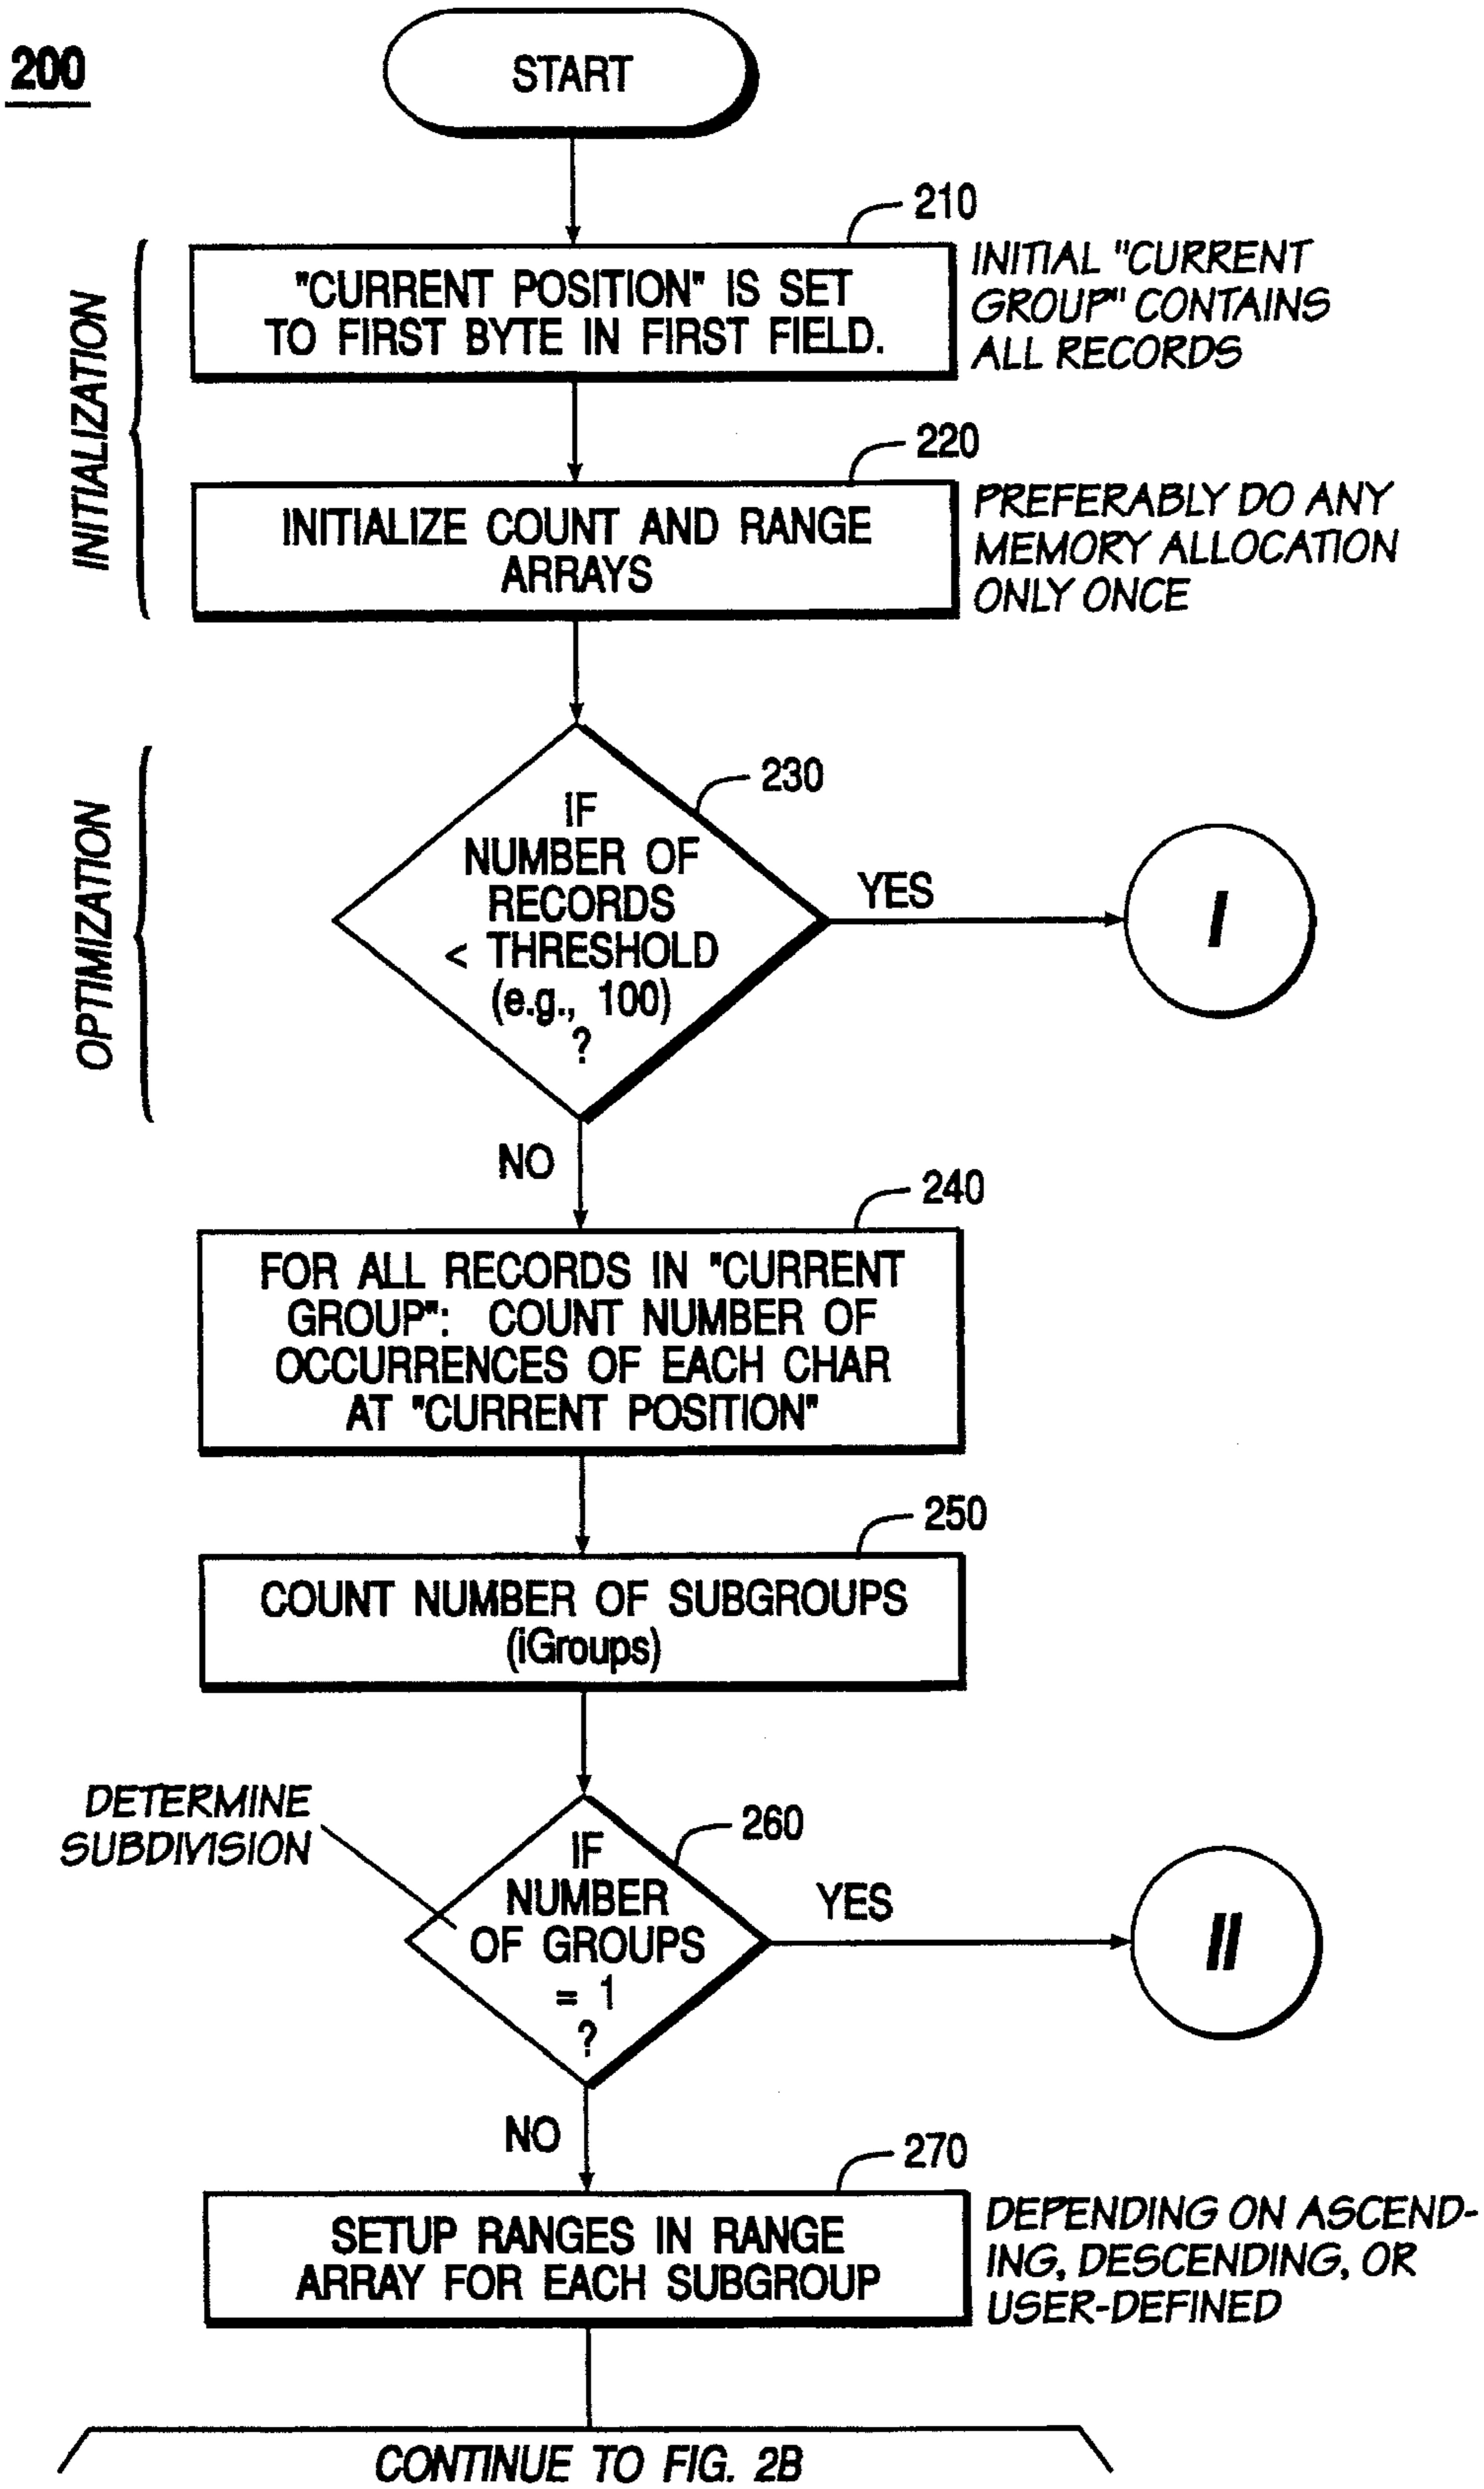 200
START
210
"CURRENT POSITION" IS SET
TO FIRST BYTE IN FIRST FIELD.
INITIAL "CURRENT
GROUP" CONTAINS
ALL RECORDS
INITIALIZATION
220
INITIALIZE COUNT AND RANGE
ARRAYS
PREFERABLY DO ANY
MEMORY ALLOCATION
ONLY ONCE
OPTIMIZATION
230
IF
NUMBER OF
RECORDS
< THRESHOLD
(e.g., 100)
?
YES
I
NO
240
FOR ALL RECORDS IN "CURRENT
GROUP": COUNT NUMBER OF
OCCURRENCES OF EACH CHAR
AT "CURRENT POSITION"
250
COUNT NUMBER OF SUBGROUPS
(iGroups)
DETERMINE
SUBDIVISION
260
IF
NUMBER
OF GROUPS
= 1
?
YES
II
NO
270
SETUP RANGES IN RANGE
ARRAY FOR EACH SUBGROUP
DEPENDING ON ASCEND-
ING, DESCENDING, OR
USER-DEFINED
CONTINUE TO FIG. 2B